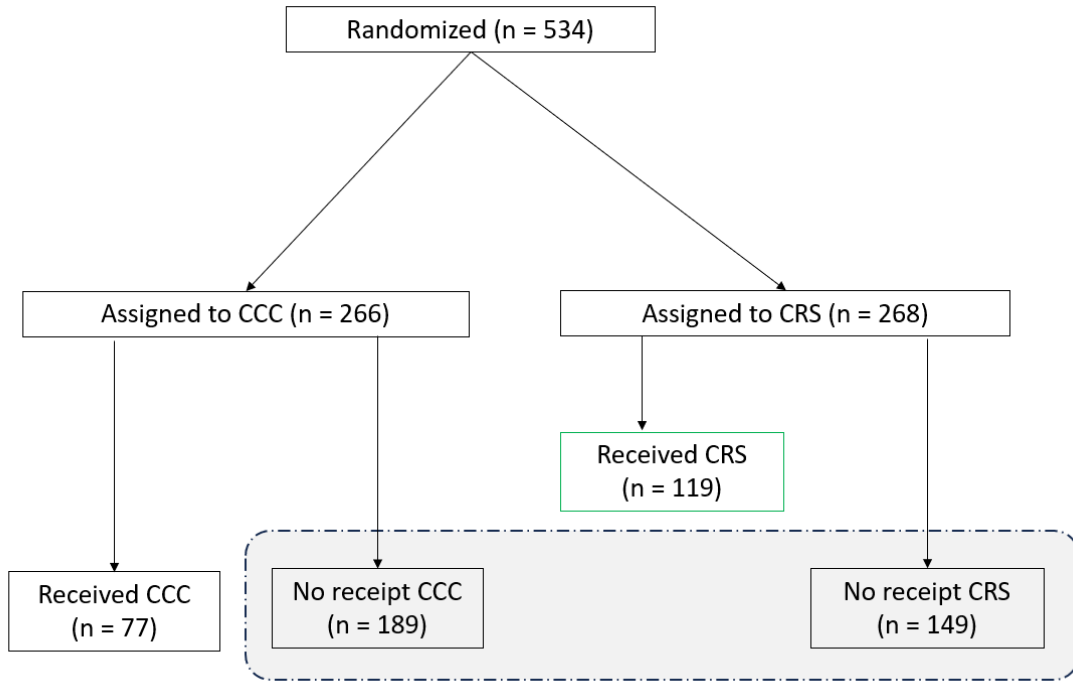 Randomized (n = 534)
Assigned to CCC (n = 266)
Assigned to CRS (n = 268)
Received CRS
(n = 119)
Received CCC
(n = 77)
No receipt CCC
(n = 189)
No receipt CRS
(n = 149)